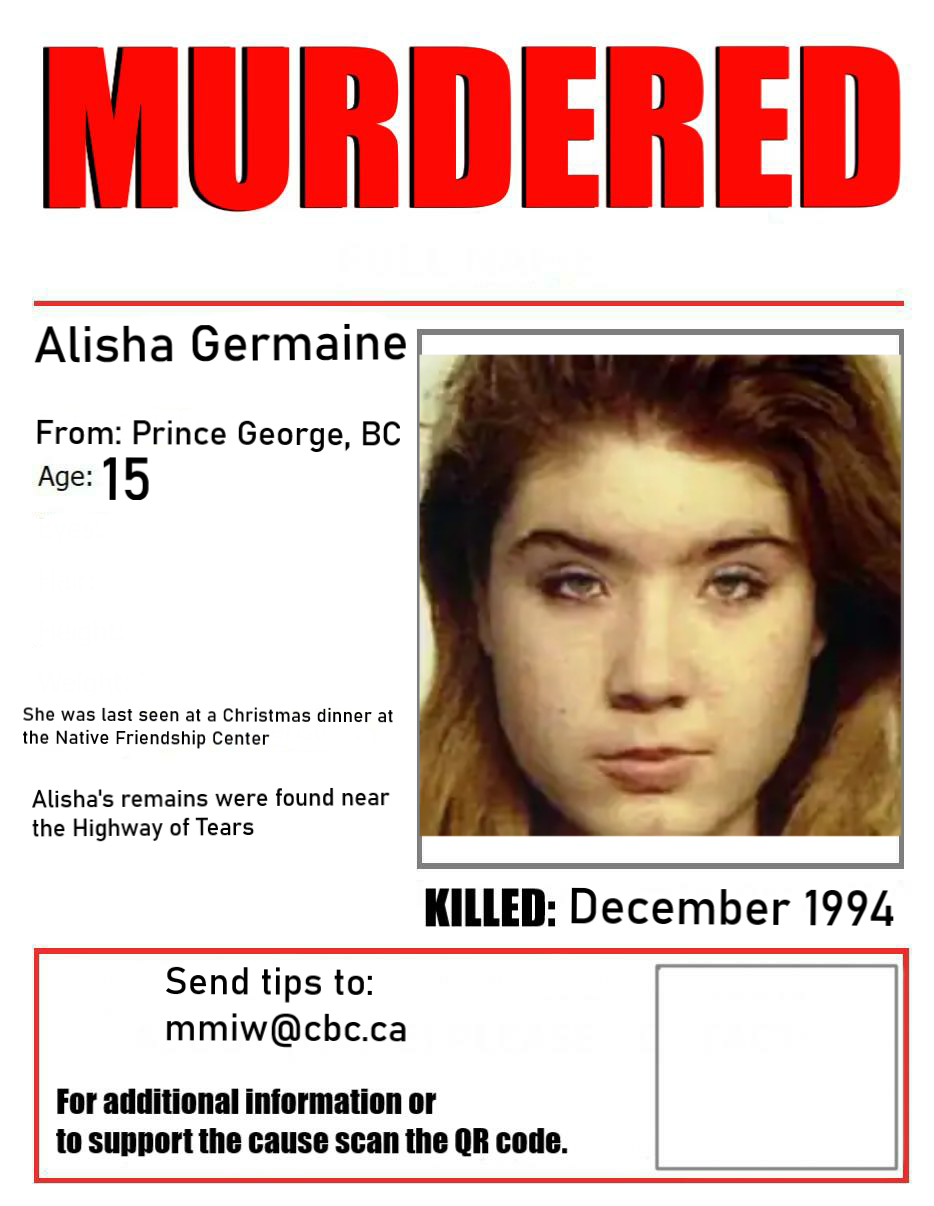 MURDERED
Alisha Germaine
From: Prince George, BC
Age: 15
She was last seen at a Christmas dinner at
the Native Friendship Center
Alisha's remains were found near
the Highway of Tears
KILLED: December 1994
Send tips to:
mmiw@cbc.ca
For additional information or
to support the cause scan the QR code.